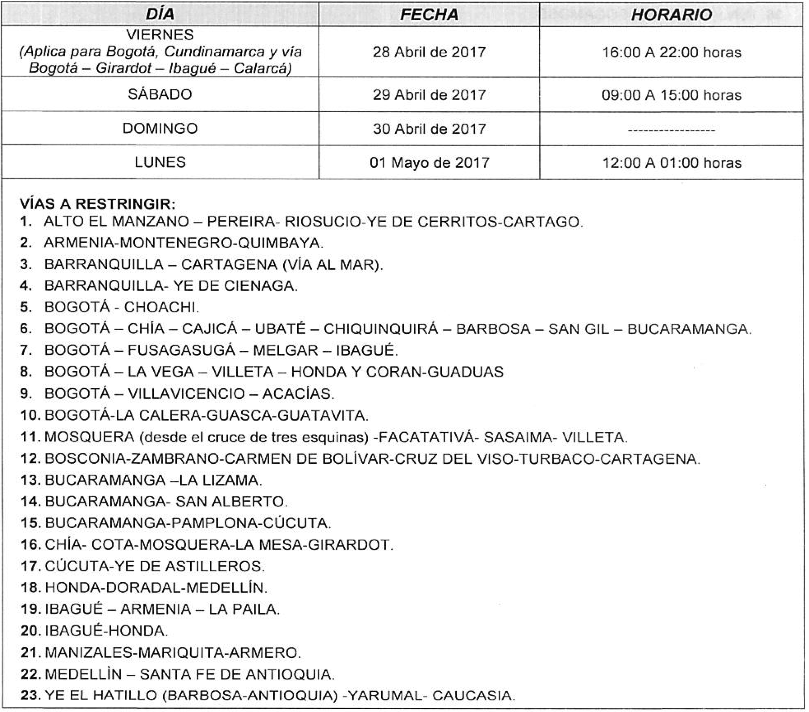 DÍA FECHA HORARIO
VIERNES
(Aplica para Bogotá, Cundinamarca y vía
Bogotá – Girardot – Ibagué – Calarcá)
28 Abril de 2017
16:00 A 22:00 horas
SÁBADO 29 Abril de 2017 09:00 A 15:00 horas
DOMINGO 30 Abril de 2017 -----------------
LUNES 01 Mayo de 2017 12:00 A 01:00 horas
VÍAS A RESTRINGIR:
1. ALTO EL MANZANO – PEREIRA- RIOSUCIO-YE DE CERRITOS-CARTAGO.
2. ARMENIA-MONTENEGRO-QUIMBAYA.
3. BARRANQUILLA – CARTAGENA (VÍA AL MAR).
4. BARRANQUILLA- YE DE CIENAGA.
5. BOGOTÁ - CHOACHI.
6. BOGOTÁ – CHÍA – CAJICÁ – UBATÉ – CHIQUINQUIRÁ – BARBOSA – SAN GIL – BUCARAMANGA.
7. BOGOTÁ – FUSAGASUGÁ – MELGAR – IBAGUÉ.
8. BOGOTÁ – LA VEGA – VILLETA – HONDA Y CORAN-GUADUAS
9. BOGOTÁ – VILLAVICENCIO – ACACÍAS.
10. BOGOTÁ-LA CALERA-GUASCA-GUATAVITA.
11. MOSQUERA (desde el cruce de tres esquinas) -FACATATIVÁ- SASAIMA- VILLETA.
12. BOSCONIA-ZAMBRANO-CARMEN DE BOLÍVAR-CRUZ DEL VISO-TURBACO-CARTAGENA.
13. BUCARAMANGA –LA LIZAMA.
14. BUCARAMANGA- SAN ALBERTO.
15. BUCARAMANGA-PAMPLONA-CÚCUTA.
16. CHÍA- COTA-MOSQUERA-LA MESA-GIRARDOT.
17. CÚCUTA-YE DE ASTILLEROS.
18. HONDA-DORADAL-MEDELLÍN.
19. IBAGUÉ – ARMENIA – LA PAILA.
20. IBAGUÉ-HONDA.
21. MANIZALES-MARIQUITA-ARMERO.
22. MEDELLÍN – SANTA FE DE ANTIOQUIA.
23. YE EL HATILLO (BARBOSA-ANTIOQUIA) -YARUMAL- CAUCASIA.